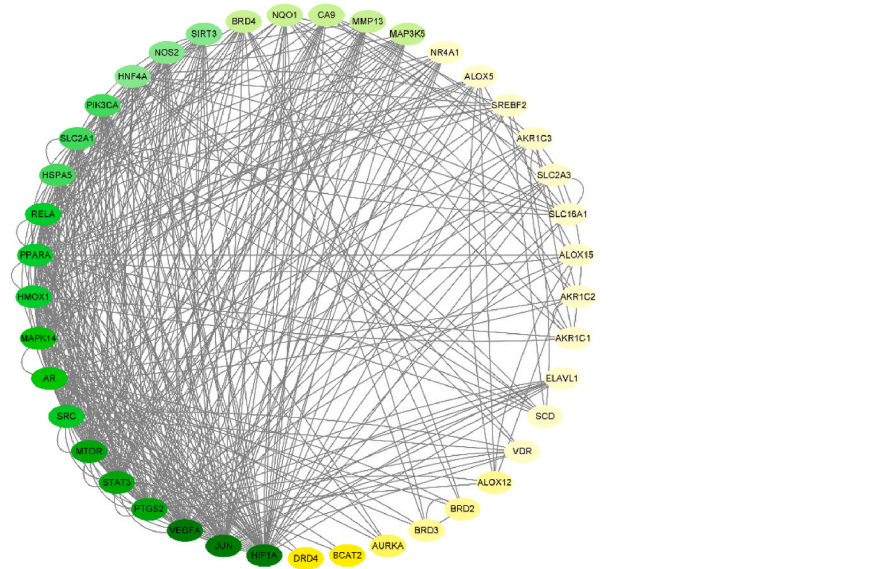 NQO1
CA9
MMP13
MAP3K5
NR4A1
ALOX5
SREBF2
AKR1C3
SLC2A3
SLC16A1
ALOX15
AKR1C2
AKR1C1
ELAVL1
SCD
VDR
ALOX12
BRD2
BRD3
AURKA
BCAT2
DRD4
HIF1A
JUN
VEGFA
PTGS2
STAT3
MTOR
SRC
AR
MAPK14
HMOX1
PPARA
RELA
HSPA5
SLC2A1
PIK3CA
HNF4A
NOS2
SIRT3
BRD4